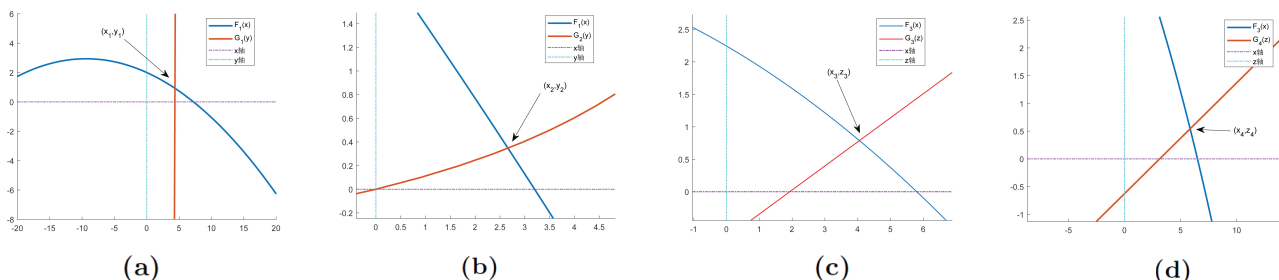 6
4
2
0
-2
-4
-6
-8
-20 -15 -10 -5 0 5 10 15 20
(x1,y1)
F1(x)
G1(y)
x轴
y轴
(a)
1.4
1.2
1
0.8
0.6
0.4
0.2
0
-0.2
0 0.5 1 1.5 2 2.5 3 3.5 4 4.5
(x2,y2)
F1(x)
G2(y)
x轴
y轴
(b)
2.5
2
1.5
1
0.5
0
-1 0 1 2 3 4 5 6
(x3,z3)
F3(x)
G3(z)
x轴
z轴
(c)
2.5
2
1.5
1
0.5
0
-0.5
-1
-5 0 5 10
(x4,z4)
F3(x)
G4(z)
x轴
z轴
(d)